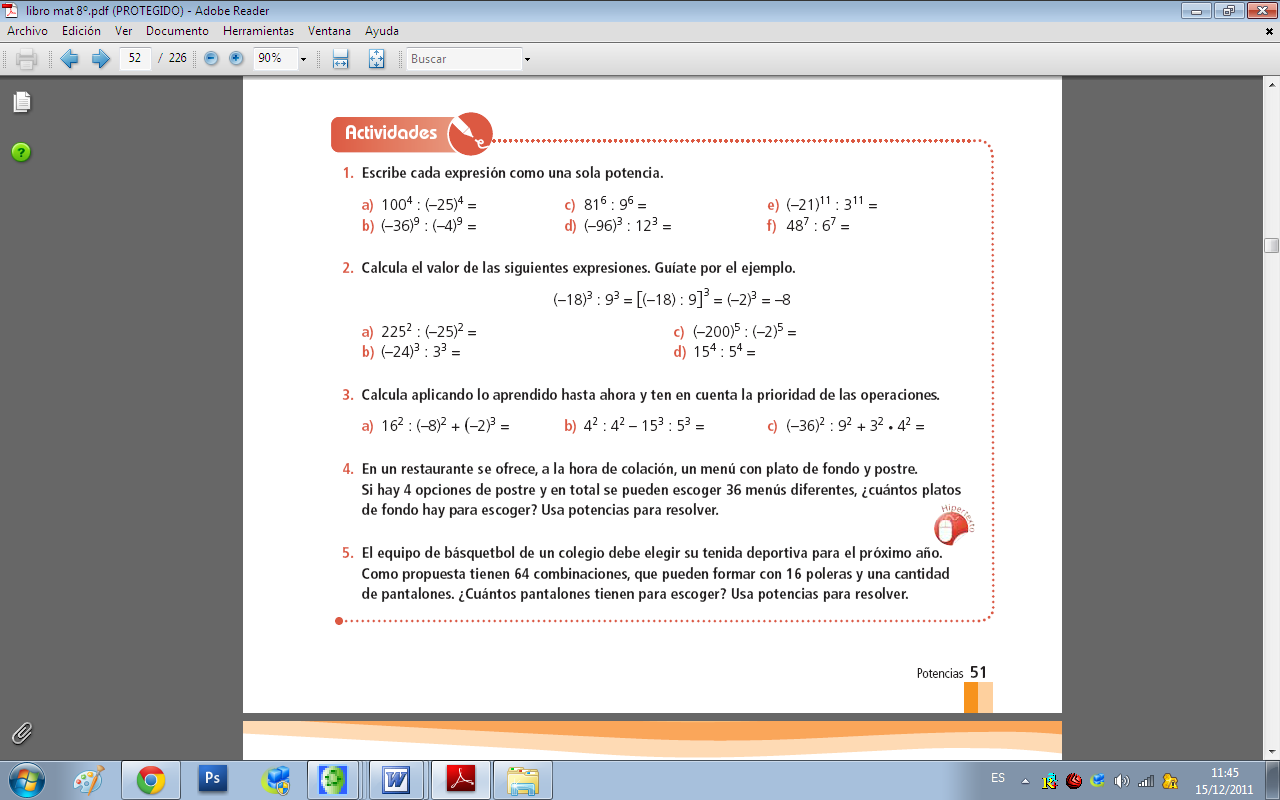 libro mat 8º.pdf (PROTEGIDO) - Adobe Reader
Archivo Edición Ver Documento Herramientas Ventana Ayuda
52 / 226 90% Buscar
Actividades
1. Escribe cada expresión como una sola potencia.
a) 100⁴ : (–25)⁴ = c) 81⁶ : 9⁶ = e) (–21)¹¹ : 3¹¹ =
b) (–36)⁹ : (–4)⁹ = d) (–96)³ : 12³ = f) 48⁷ : 6⁷ =
2. Calcula el valor de las siguientes expresiones. Guíate por el ejemplo.
(–18)³ : 9³ = [(–18) : 9]³ = (–2)³ = –8
a) 225² : (–25)² = c) (–200)⁵ : (–2)⁵ =
b) (–24)³ : 3³ = d) 15⁴ : 5⁴ =
3. Calcula aplicando lo aprendido hasta ahora y ten en cuenta la prioridad de las operaciones.
a) 16² : (–8)² + (–2)³ = b) 4² : 4² – 15³ : 5³ = c) (–36)² : 9² + 3² • 4² =
4. En un restaurante se ofrece, a la hora de colación, un menú con plato de fondo y postre.
Si hay 4 opciones de postre y en total se pueden escoger 36 menús diferentes, ¿cuántos platos
de fondo hay para escoger? Usa potencias para resolver.
Hipertexto
5. El equipo de básquetbol de un colegio debe elegir su tenida deportiva para el próximo año.
Como propuesta tienen 64 combinaciones, que pueden formar con 16 poleras y una cantidad
de pantalones. ¿Cuántos pantalones tienen para escoger? Usa potencias para resolver.
Potencias 51
Ps
ES
11:45
15/12/2011